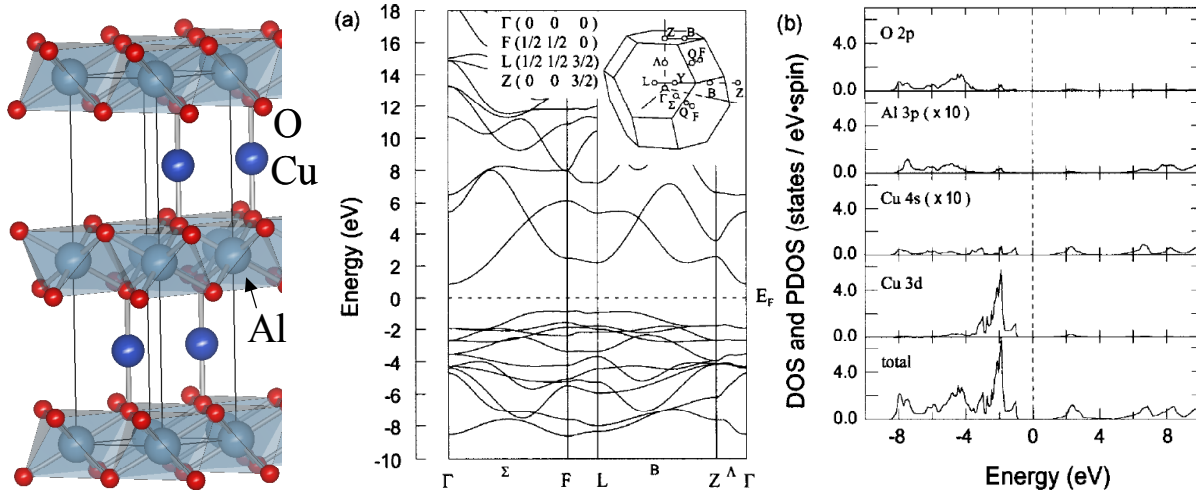 O
Cu
Al
(a)
Γ ( 0 0 0 )
F (1/2 1/2 0 )
L (1/2 1/2 3/2)
Z ( 0 0 3/2)
Z B
Q F
Λ
L Y
B Z
Γ
Σ
Q F
Energy (eV)
18
16
14
12
10
8
6
4
2
0
-2
-4
-6
-8
-10
E_F
Γ Σ F L B Z Λ Γ
(b)
DOS and PDOS (states / eV•spin)
O 2p
4.0
0.0
Al 3p ( x 10 )
4.0
0.0
Cu 4s ( x 10 )
4.0
0.0
Cu 3d
4.0
0.0
total
4.0
0.0
-8 -4 0 4 8
Energy (eV)